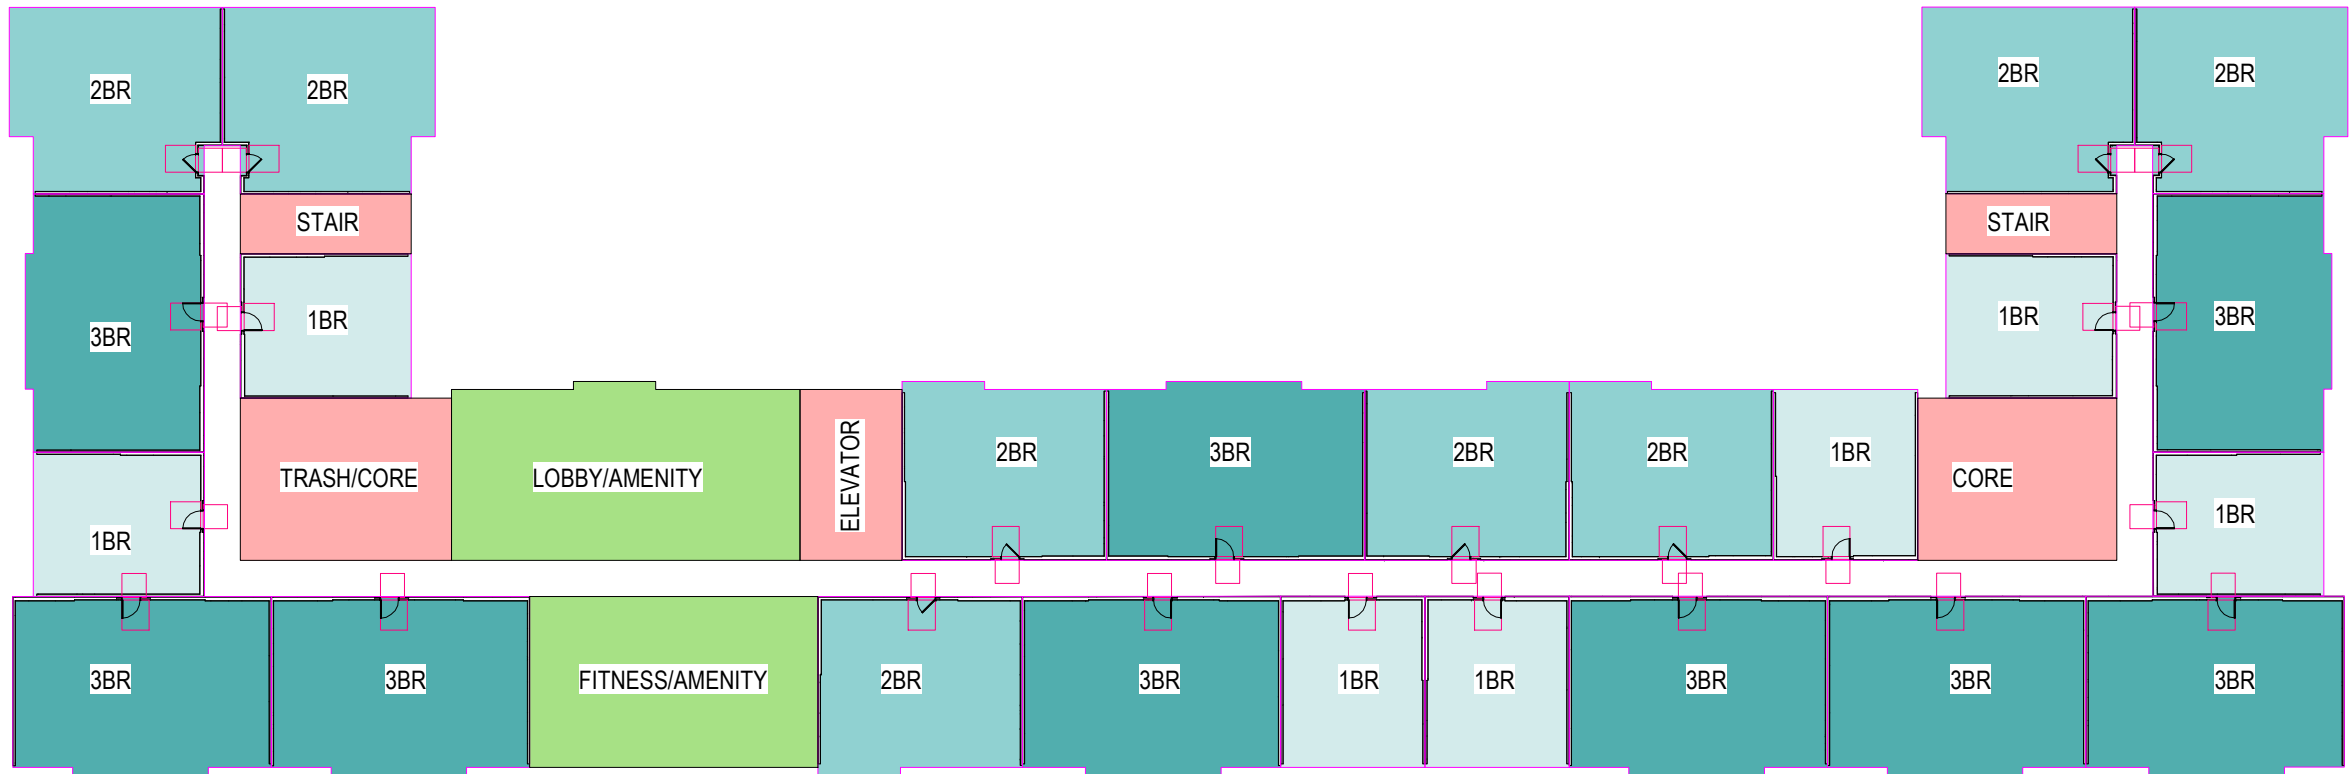 2BR
2BR
2BR
2BR
STAIR
STAIR
3BR
1BR
1BR
3BR
TRASH/CORE
LOBBY/AMENITY
ELEVATOR
2BR
3BR
2BR
2BR
1BR
CORE
1BR
1BR
3BR
3BR
FITNESS/AMENITY
2BR
3BR
1BR
1BR
3BR
3BR
3BR